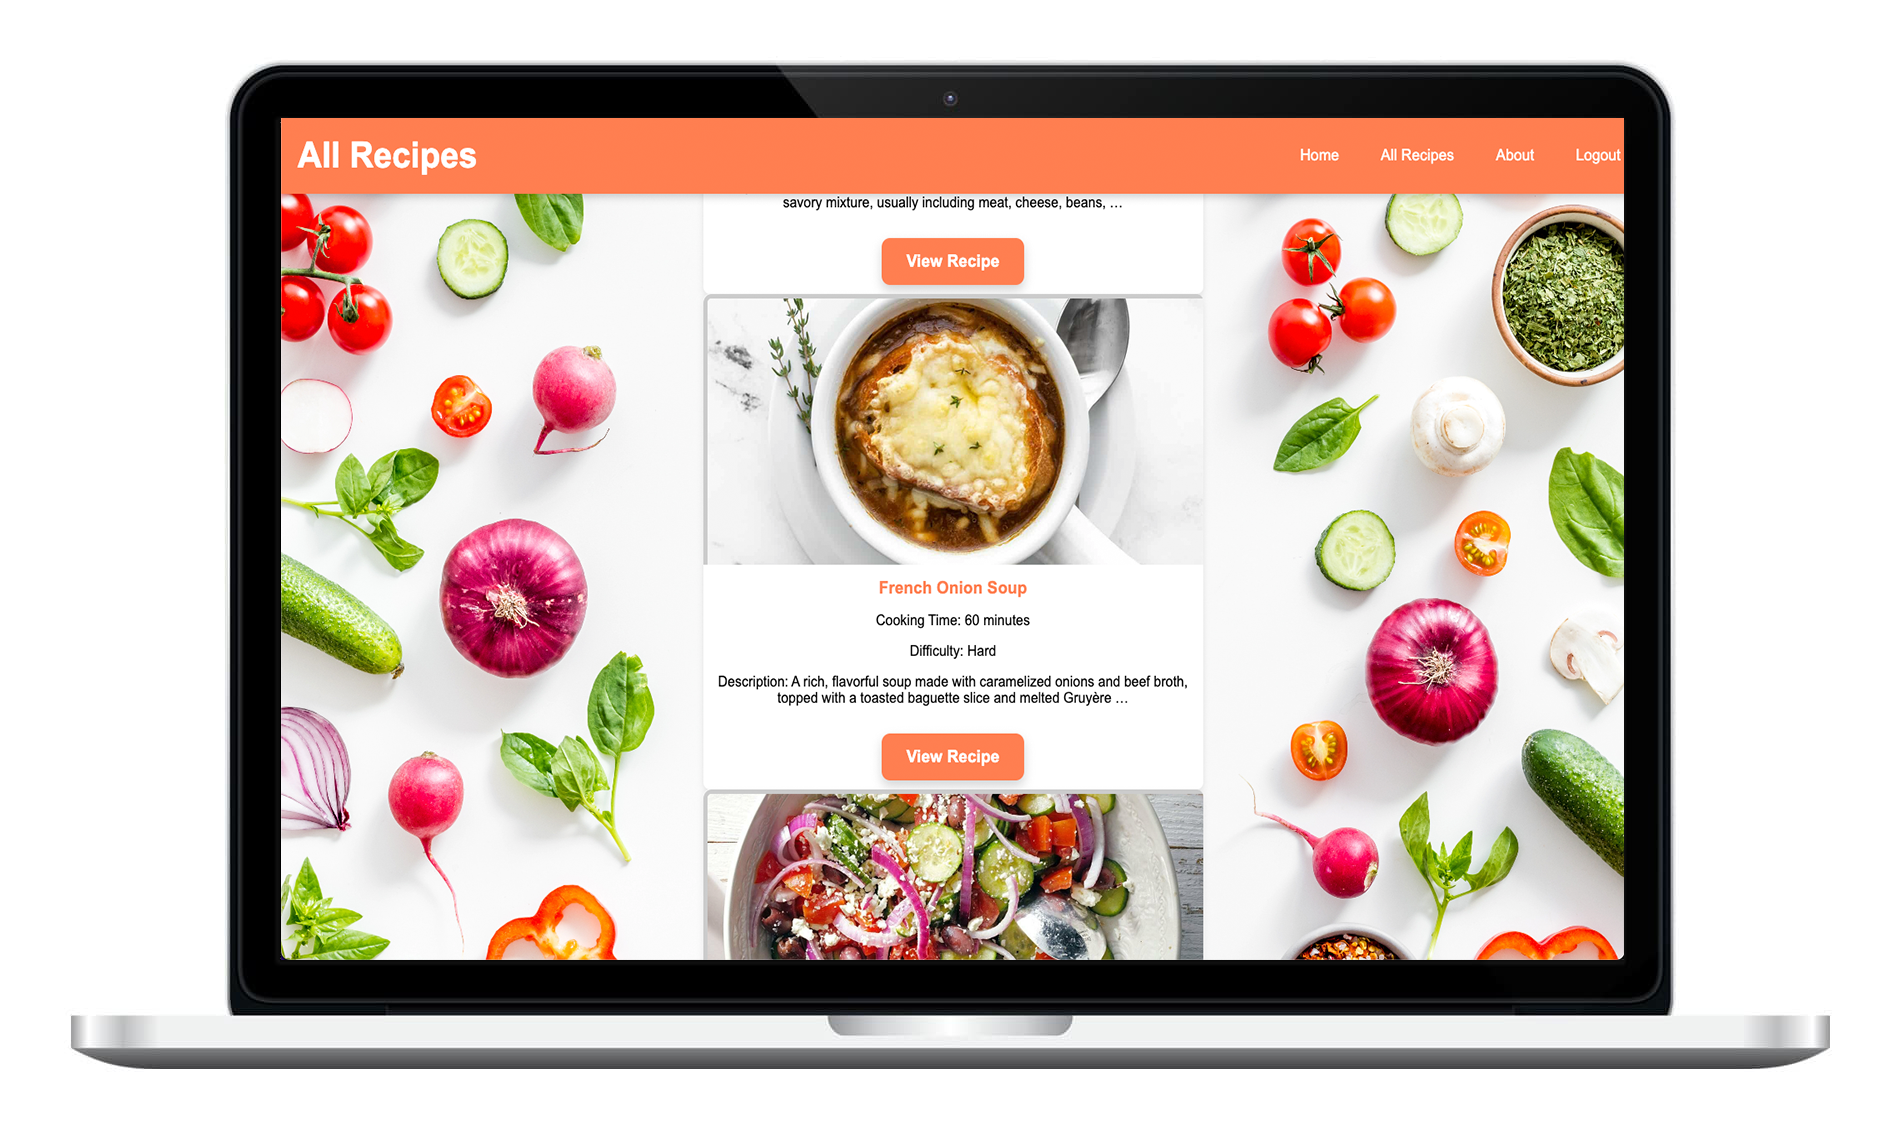 All Recipes
Home
All Recipes
About
Logout
savory mixture, usually including meat, cheese, beans, …
View Recipe
French Onion Soup
Cooking Time: 60 minutes
Difficulty: Hard
Description: A rich, flavorful soup made with caramelized onions and beef broth,
topped with a toasted baguette slice and melted Gruyère …
View Recipe